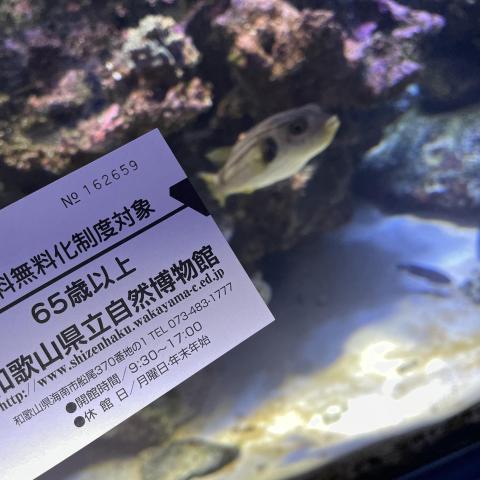 № 162659
料無料化制度対象
65歳以上
和歌山県立自然博物館
http://www.shizenhaku.wakayama-c.ed.jp
和歌山県海南市船尾370番地の1 TEL 073-483-1777
●開館時間／9:30~17:00
●休館日／月曜日·年末年始